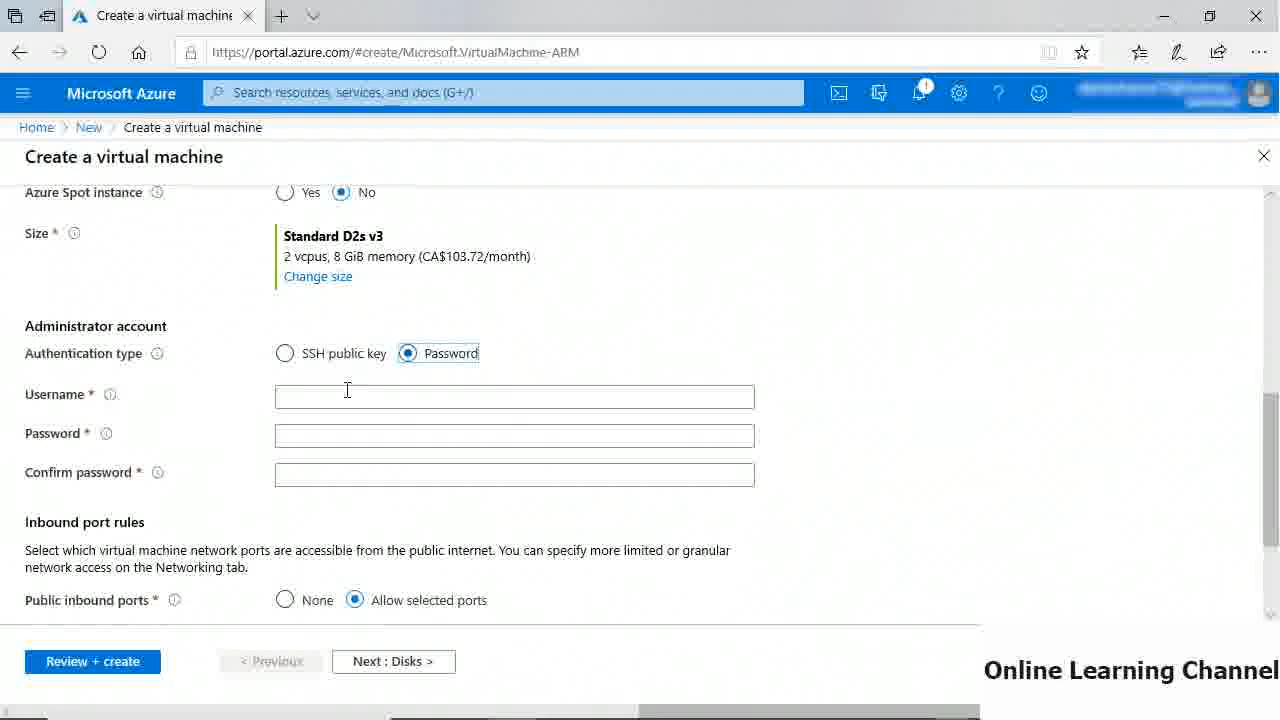 Create a virtual machine
https://portal.azure.com/#create/Microsoft.VirtualMachine-ARM
Microsoft Azure
Search resources, services, and docs (G+/)
1
Home > New > Create a virtual machine
Create a virtual machine
Azure Spot instance
Yes No
Size *
Standard D2s v3
2 vcpus, 8 GiB memory (CA$103.72/month)
Change size
Administrator account
Authentication type
SSH public key Password
Username *
Password *
Confirm password *
Inbound port rules
Select which virtual machine network ports are accessible from the public internet. You can specify more limited or granular
network access on the Networking tab.
Public inbound ports *
None Allow selected ports
Review + create
< Previous
Next : Disks >
Online Learning Channel